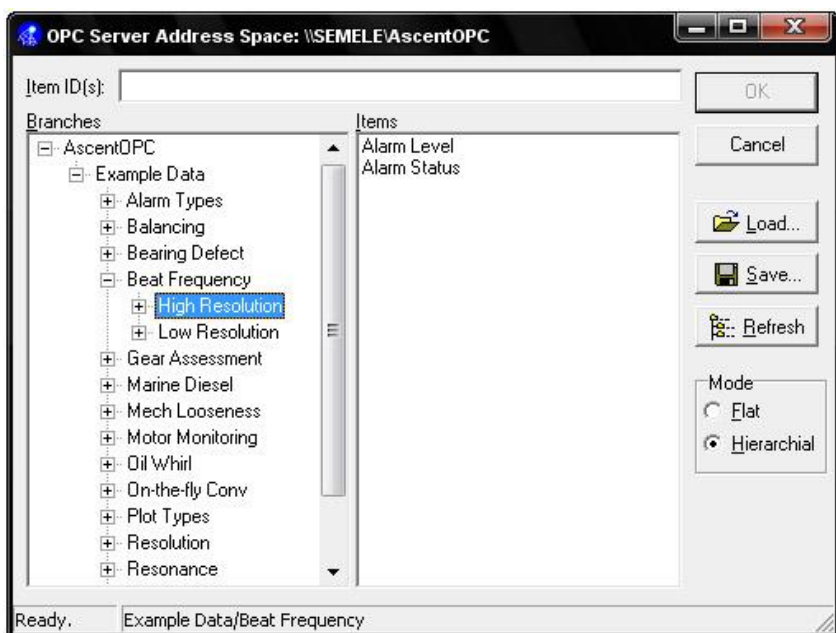 OPC Server Address Space: \\SEMELE\AscentOPC
Item ID(s):
OK
Branches
Items
Cancel
AscentOPC
Example Data
Alarm Types
Balancing
Bearing Defect
Beat Frequency
High Resolution
Low Resolution
Gear Assessment
Marine Diesel
Mech Looseness
Motor Monitoring
Oil Whirl
On-the-fly Conv
Plot Types
Resolution
Resonance
Alarm Level
Alarm Status
Load...
Save...
Refresh
Mode
Flat
Hierarchial
Ready.
Example Data/Beat Frequency